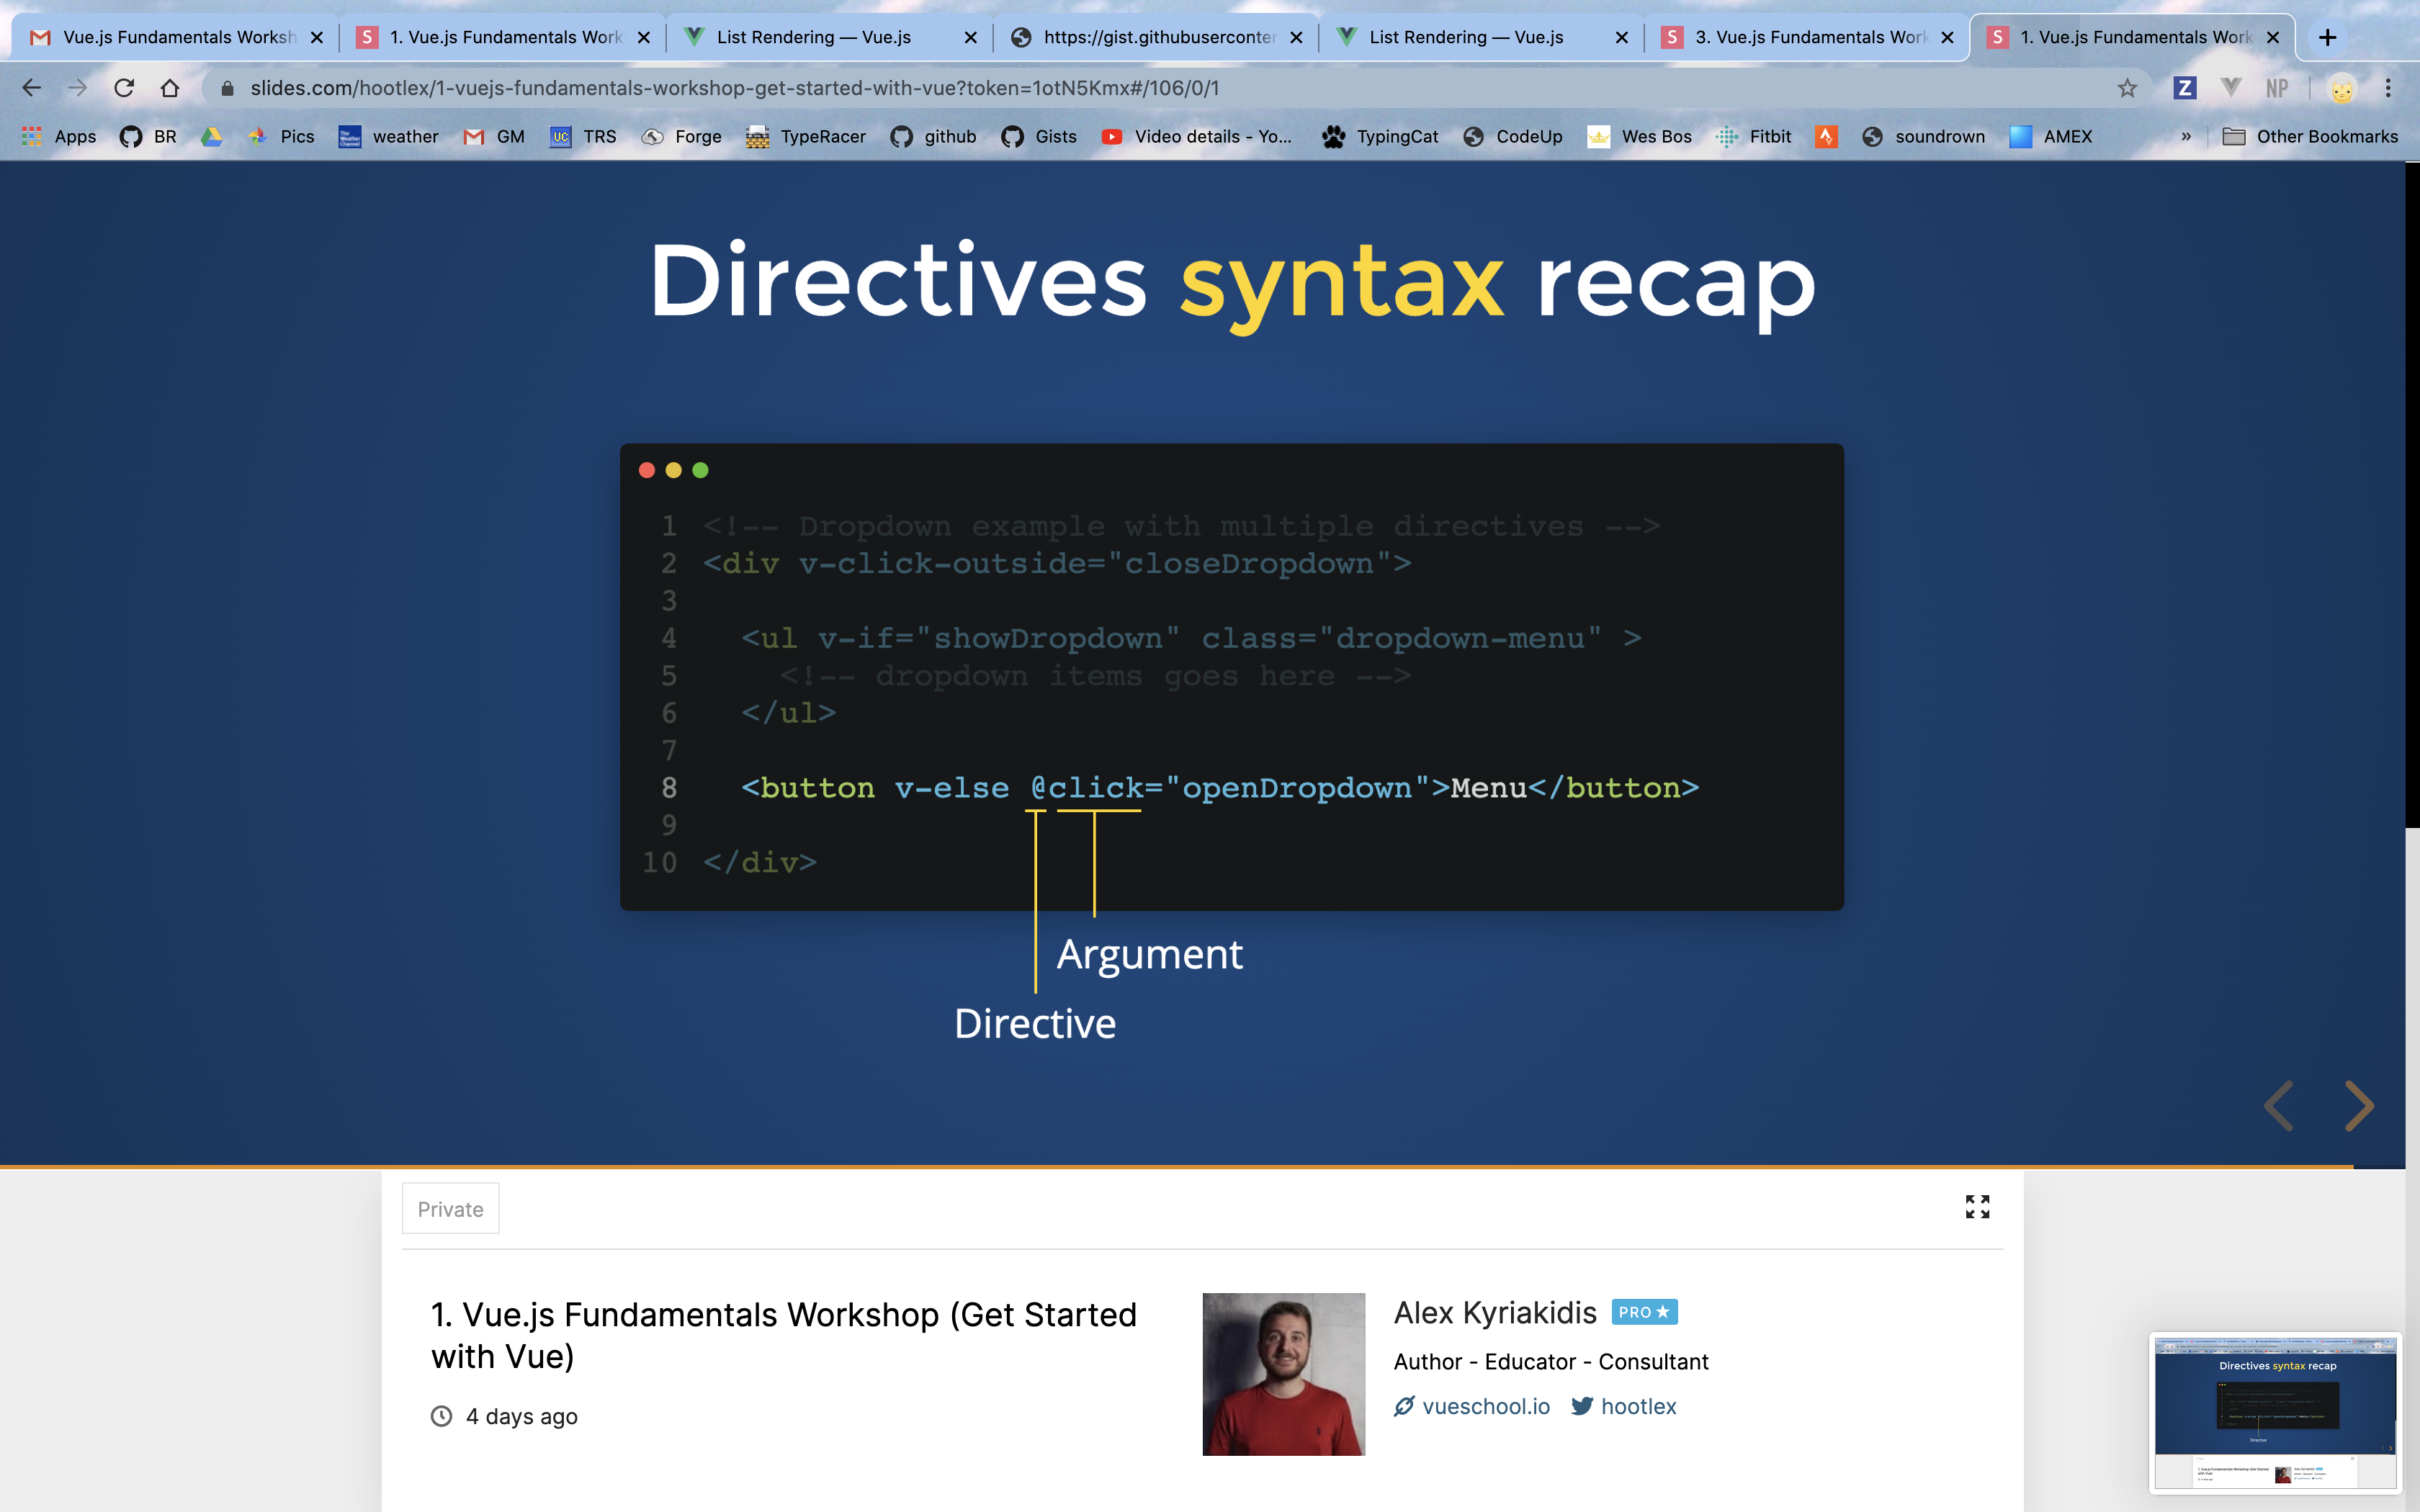 Vue.js Fundamentals Worksh
1. Vue.js Fundamentals Work
List Rendering — Vue.js
https://gist.githubuserconter
List Rendering — Vue.js
3. Vue.js Fundamentals Work
1. Vue.js Fundamentals Work
slides.com/hootlex/1-vuejs-fundamentals-workshop-get-started-with-vue?token=1otN5Kmx#/106/0/1
Z NP
Apps BR Pics weather GM UC TRS Forge TypeRacer github Gists Video details - Yo... TypingCat CodeUp Wes Bos Fitbit soundrown AMEX » Other Bookmarks
Directives syntax recap
1 <!-- Dropdown example with multiple directives -->
2 <div v-click-outside="closeDropdown">
3
4 <ul v-if="showDropdown" class="dropdown-menu" >
5 <!-- dropdown items goes here -->
6 </ul>
7
8 <button v-else @click="openDropdown">Menu</button>
9
10 </div>
Argument
Directive
Private
1. Vue.js Fundamentals Workshop (Get Started
with Vue)
4 days ago
Alex Kyriakidis PRO
Author - Educator - Consultant
vueschool.io hootlex
Directives syntax recap
Directive